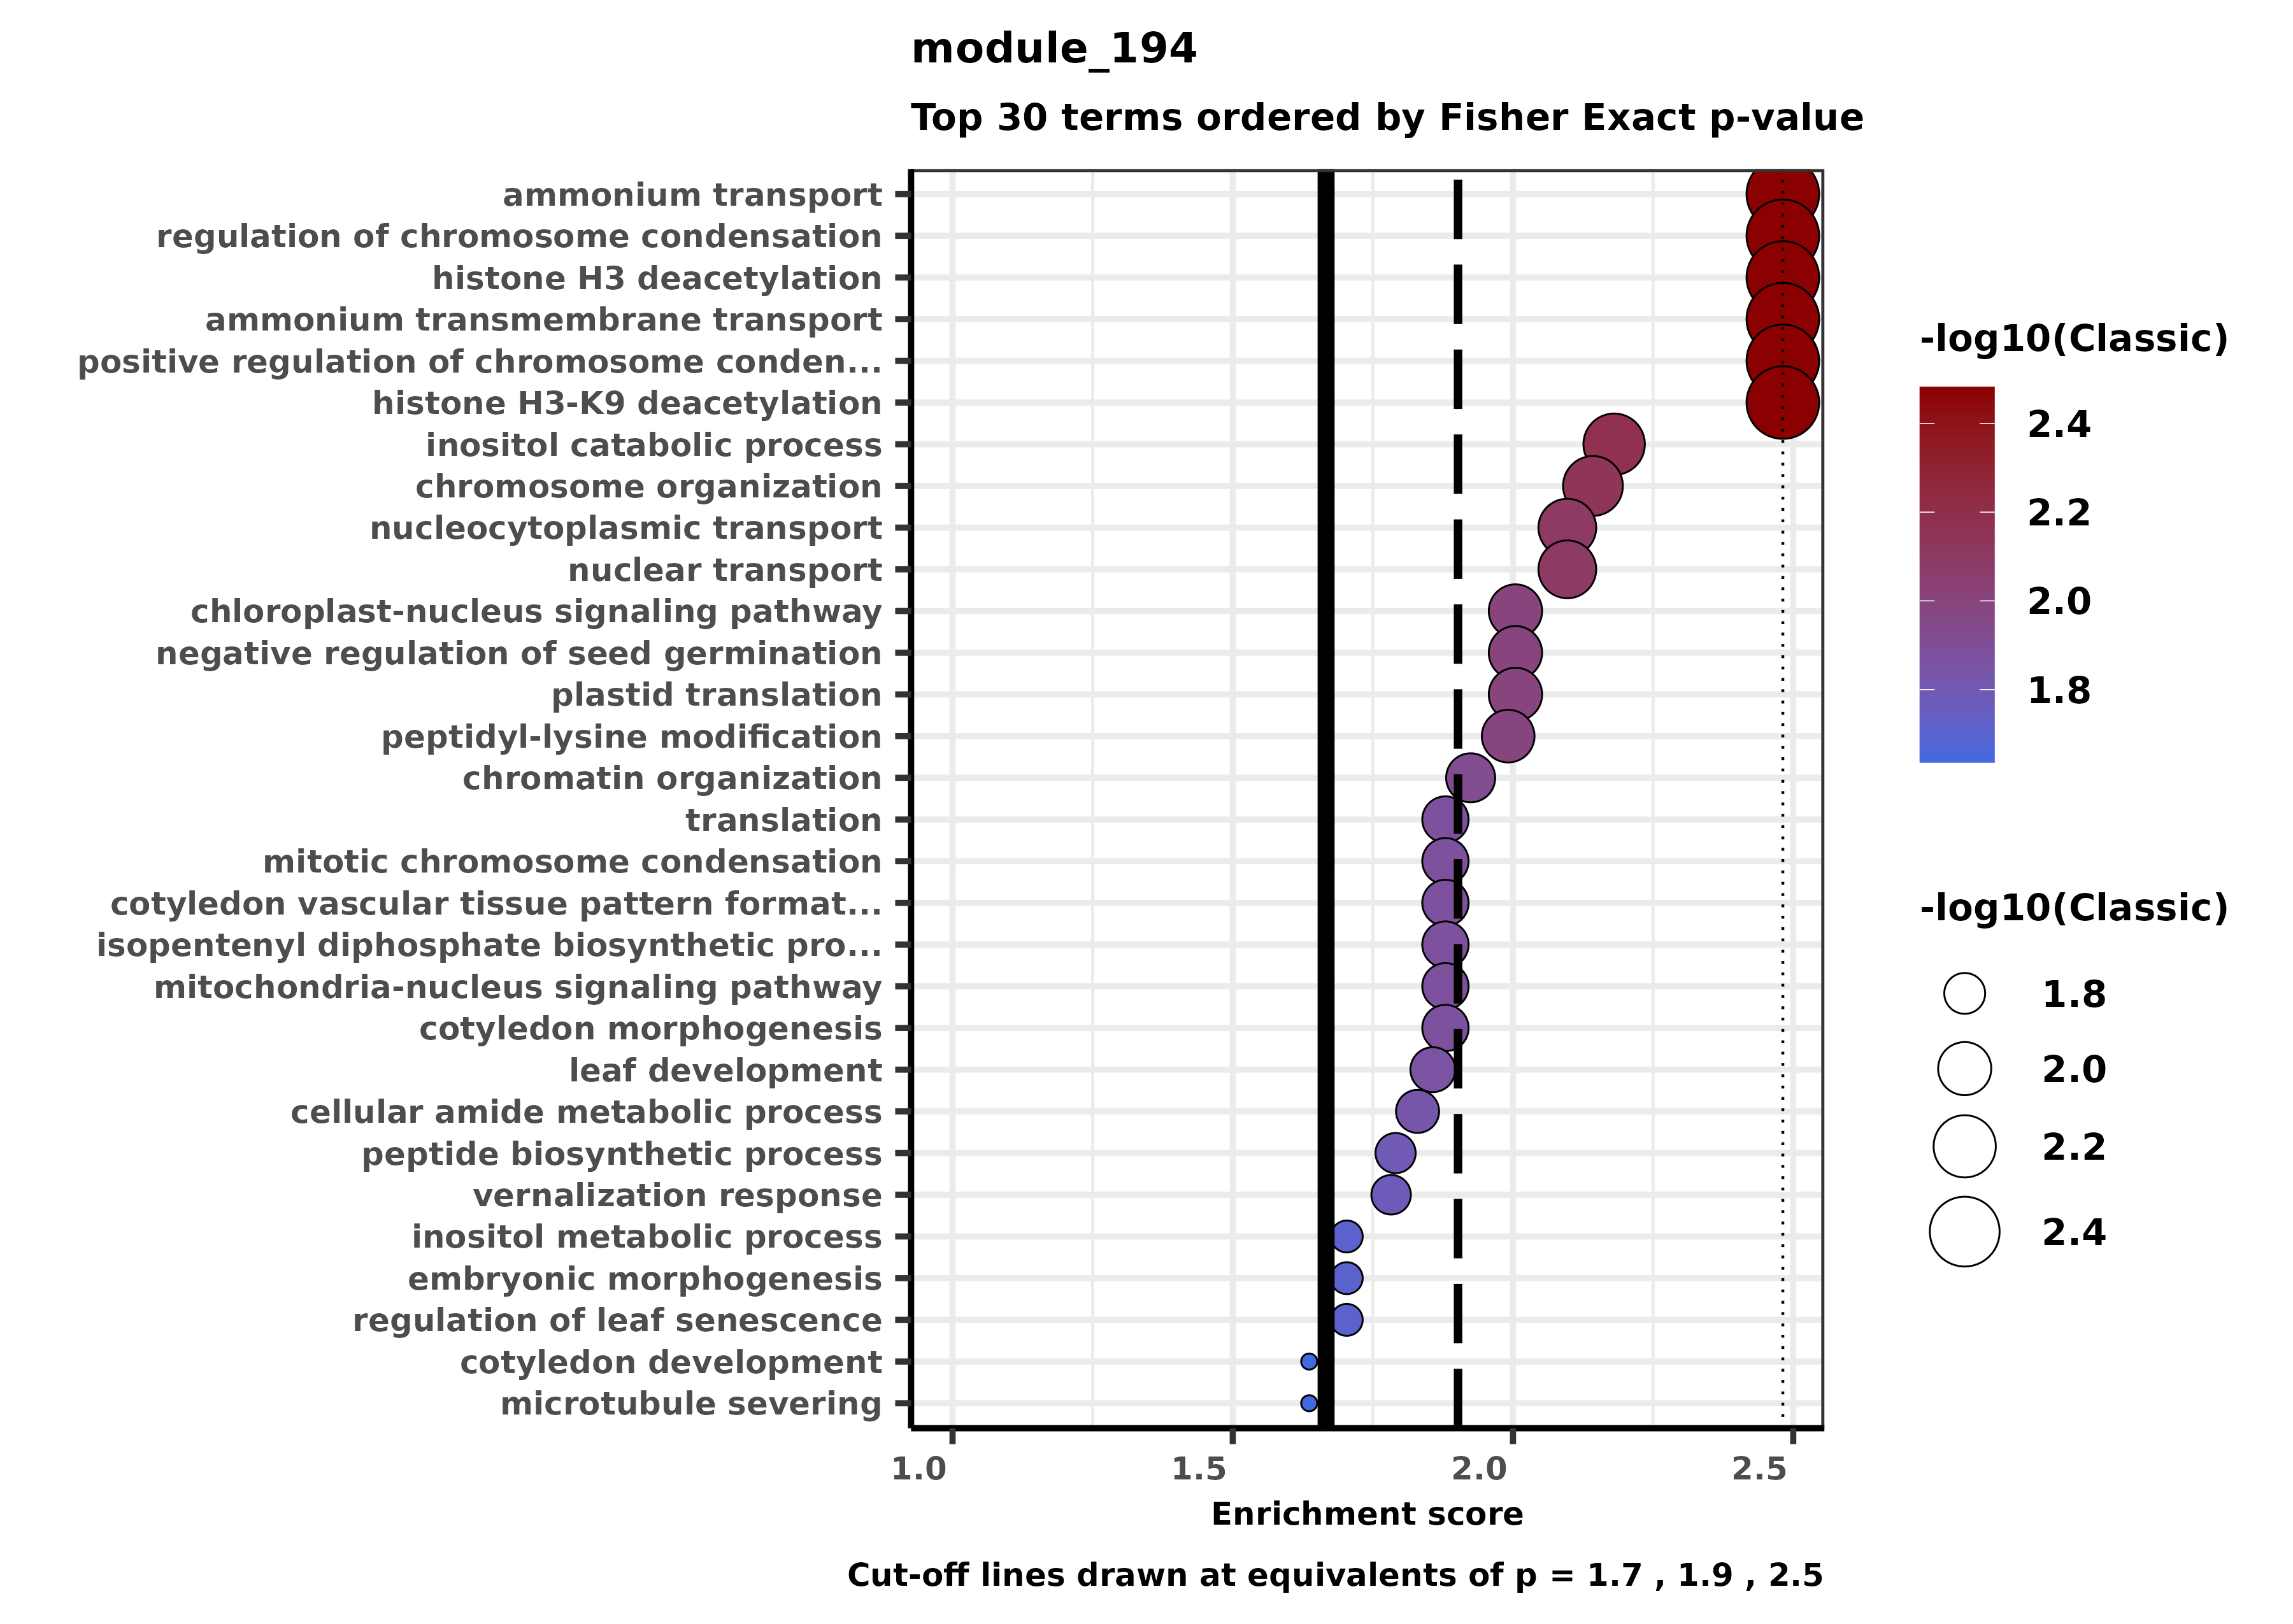 module_194
Top 30 terms ordered by Fisher Exact p-value
ammonium transport
regulation of chromosome condensation
histone H3 deacetylation
ammonium transmembrane transport
positive regulation of chromosome conden...
histone H3-K9 deacetylation
inositol catabolic process
chromosome organization
nucleocytoplasmic transport
nuclear transport
chloroplast-nucleus signaling pathway
negative regulation of seed germination
plastid translation
peptidyl-lysine modification
chromatin organization
translation
mitotic chromosome condensation
cotyledon vascular tissue pattern format...
isopentenyl diphosphate biosynthetic pro...
mitochondria-nucleus signaling pathway
cotyledon morphogenesis
leaf development
cellular amide metabolic process
peptide biosynthetic process
vernalization response
inositol metabolic process
embryonic morphogenesis
regulation of leaf senescence
cotyledon development
microtubule severing
1.0 1.5 2.0 2.5
Enrichment score
Cut-off lines drawn at equivalents of p = 1.7 , 1.9 , 2.5
-log10(Classic)
2.4
2.2
2.0
1.8
-log10(Classic)
1.8
2.0
2.2
2.4